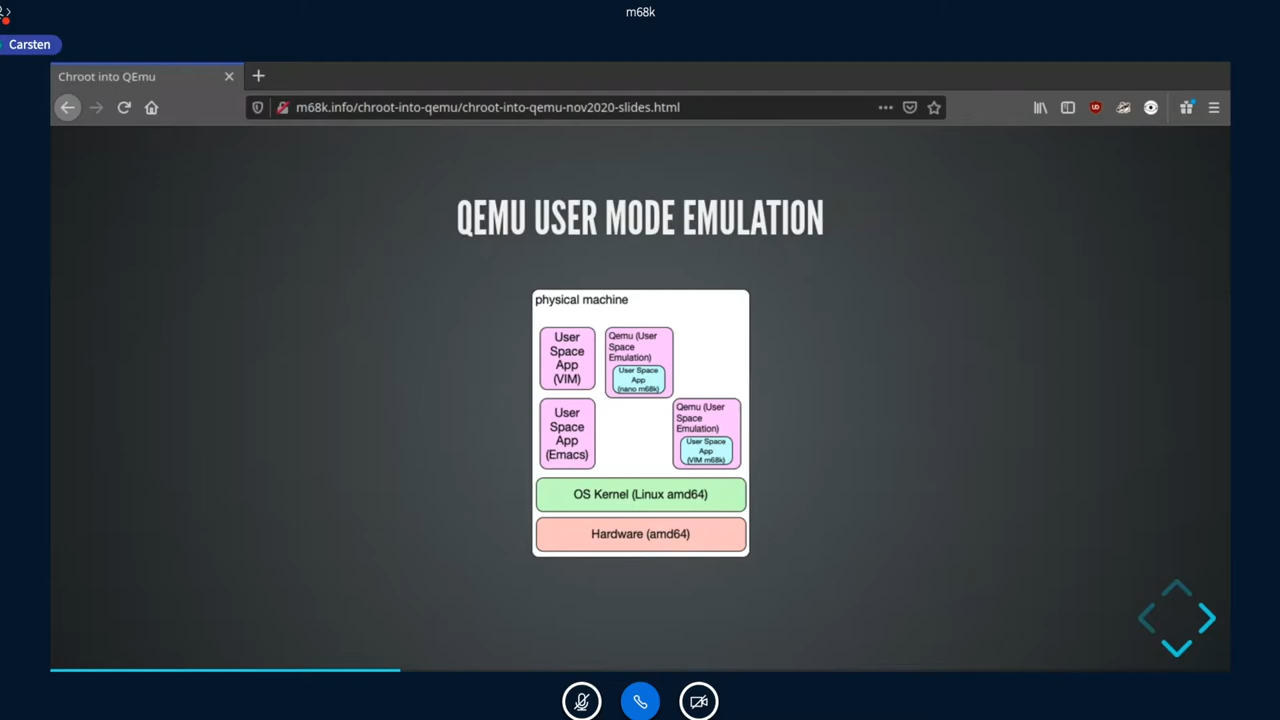 m68k
Carsten
Chroot into QEmu
m68k.info/chroot-into-qemu/chroot-into-qemu-nov2020-slides.html
QEMU USER MODE EMULATION
physical machine
User
Space
App
(VIM)
Qemu (User
Space
Emulation)
User Space
App
(nano m68k)
User
Space
App
(Emacs)
Qemu (User
Space
Emulation)
User Space
App
(VIM m68k)
OS Kernel (Linux amd64)
Hardware (amd64)